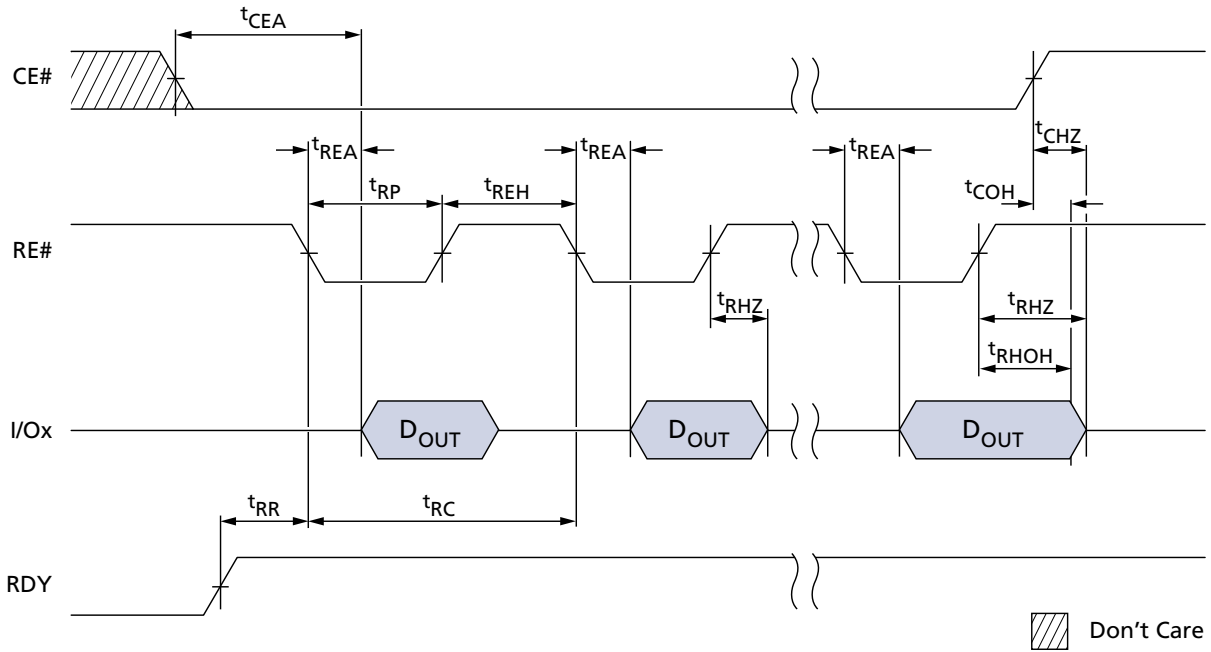 tCEA
CE#
tCHZ
tREA
tREA
tREA
tRP
tREH
tCOH
RE#
tRHZ
tRHZ
tRHOH
I/Ox
DOUT
DOUT
DOUT
tRR
tRC
RDY
Don't Care